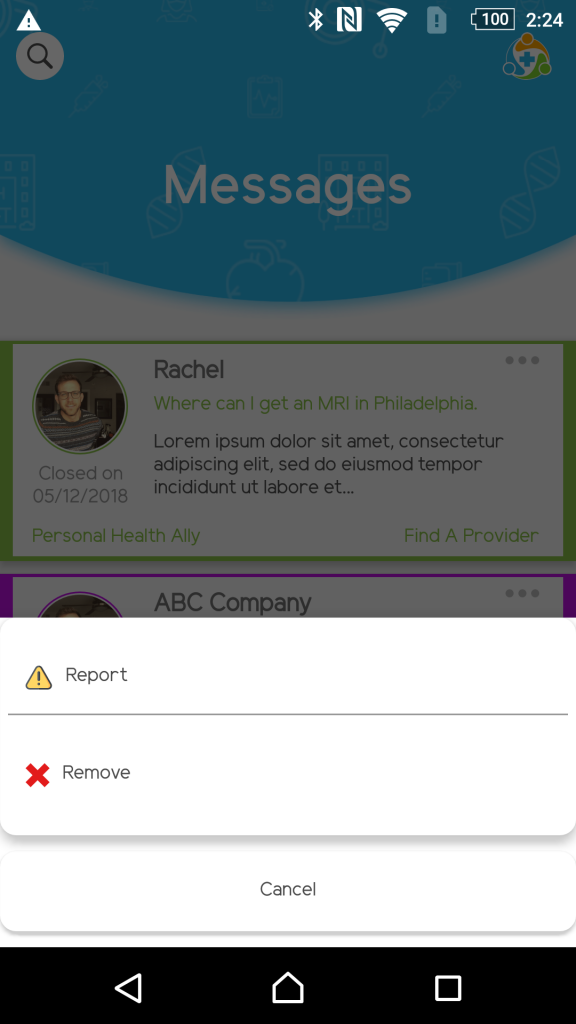 100 2:24
Messages
Rachel
Where can I get an MRI in Philadelphia.
Lorem ipsum dolor sit amet, consectetur
adipiscing elit, sed do eiusmod tempor
incididunt ut labore et...
Closed on
05/12/2018
Personal Health Ally
Find A Provider
ABC Company
Report
Remove
Cancel